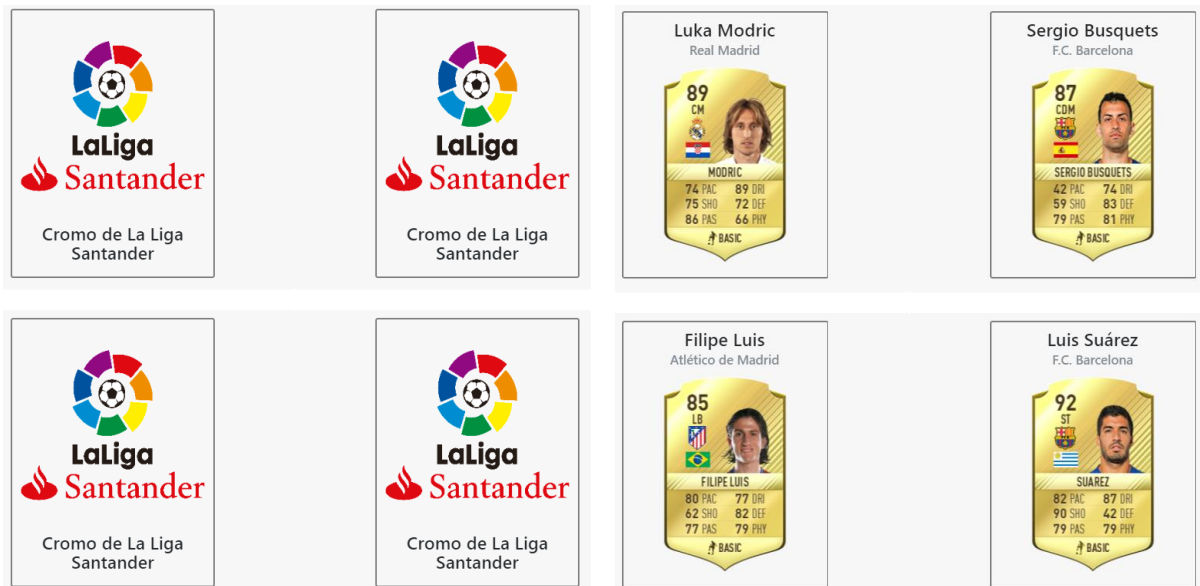 LaLiga
Santander
Cromo de La Liga
Santander
LaLiga
Santander
Cromo de La Liga
Santander
Luka Modric
Real Madrid
89
CM
MODRIC
74 PAC 89 DRI
75 SHO 72 DEF
86 PAS 66 PHY
BASIC
Sergio Busquets
F.C. Barcelona
87
CDM
SERGIO BUSQUETS
42 PAC 74 DRI
59 SHO 83 DEF
79 PAS 81 PHY
BASIC
LaLiga
Santander
Cromo de La Liga
Santander
LaLiga
Santander
Cromo de La Liga
Santander
Filipe Luis
Atlético de Madrid
85
LB
FILIPE LUIS
80 PAC 77 DRI
62 SHO 82 DEF
77 PAS 79 PHY
BASIC
Luis Suárez
F.C. Barcelona
92
ST
SUAREZ
82 PAC 87 DRI
90 SHO 42 DEF
79 PAS 79 PHY
BASIC